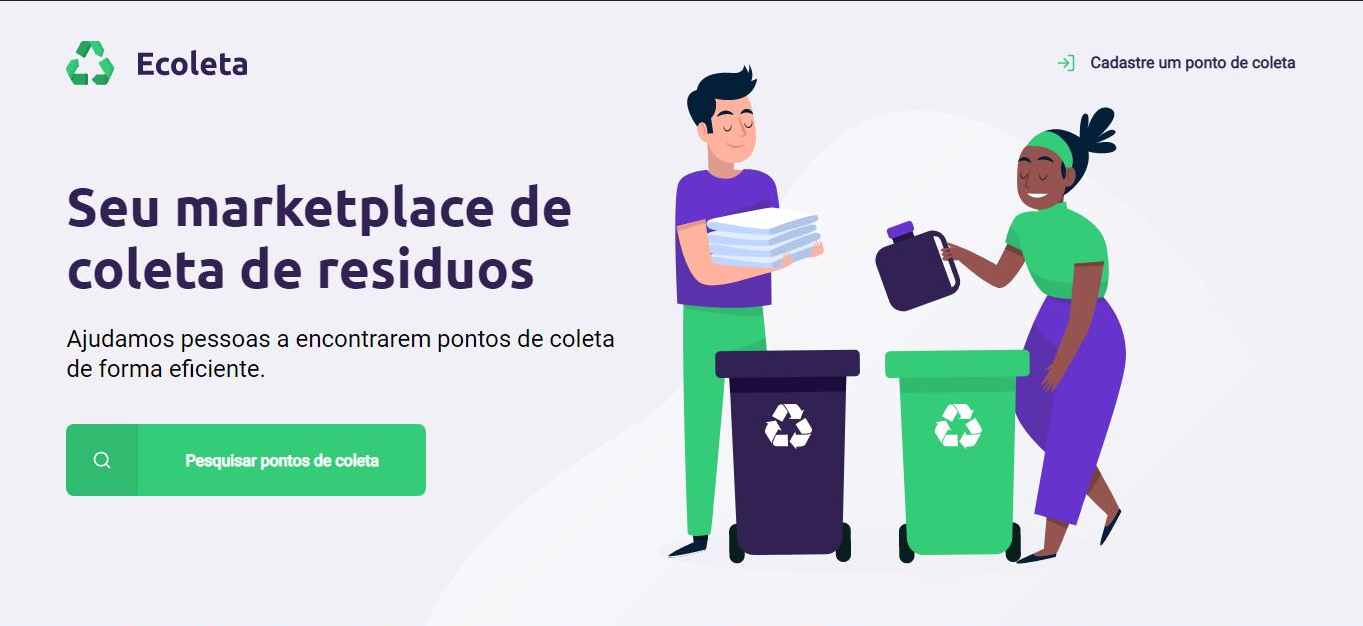 Ecoleta
Cadastre um ponto de coleta
Seu marketplace de
coleta de residuos
Ajudamos pessoas a encontrarem pontos de coleta
de forma eficiente.
Pesquisar pontos de coleta